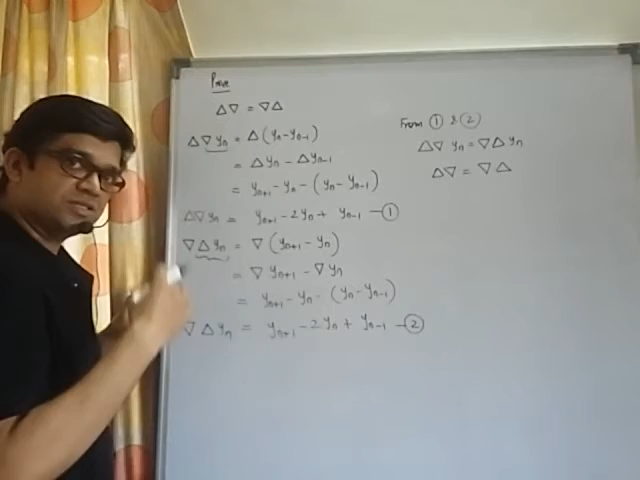 Prove
Δ∇ = ∇Δ
Δ∇yₙ = Δ(yₙ-yₙ₋₁)
= Δyₙ - Δyₙ₋₁
= yₙ₊₁ - yₙ - (yₙ - yₙ₋₁)
Δ∇yₙ = yₙ₊₁ - 2yₙ + yₙ₋₁ —①
∇Δyₙ = ∇(yₙ₊₁ - yₙ)
= ∇yₙ₊₁ - ∇yₙ
= yₙ₊₁ - yₙ - (yₙ - yₙ₋₁)
∇Δyₙ = yₙ₊₁ - 2yₙ + yₙ₋₁ —②
From ① & ②
Δ∇yₙ = ∇Δyₙ
Δ∇ = ∇Δ